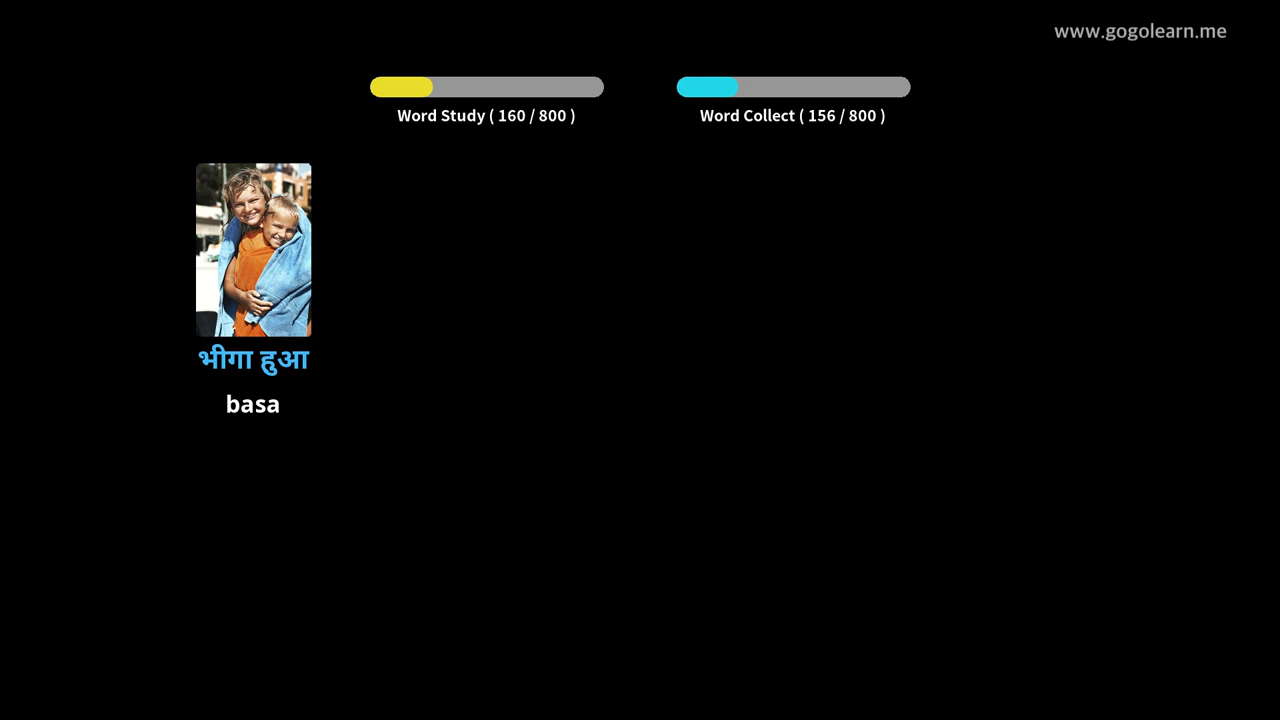 www.gogolearn.me
Word Study ( 160 / 800 )
Word Collect ( 156 / 800 )
भीगा हुआ
basa